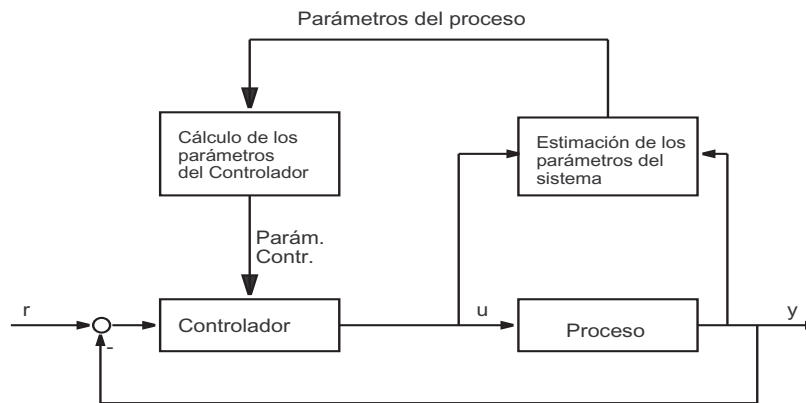 Parámetros del proceso
Cálculo de los
parámetros
del Controlador
Estimación de los
parámetros del
sistema
Parám.
Contr.
r
-
Controlador
u
Proceso
y